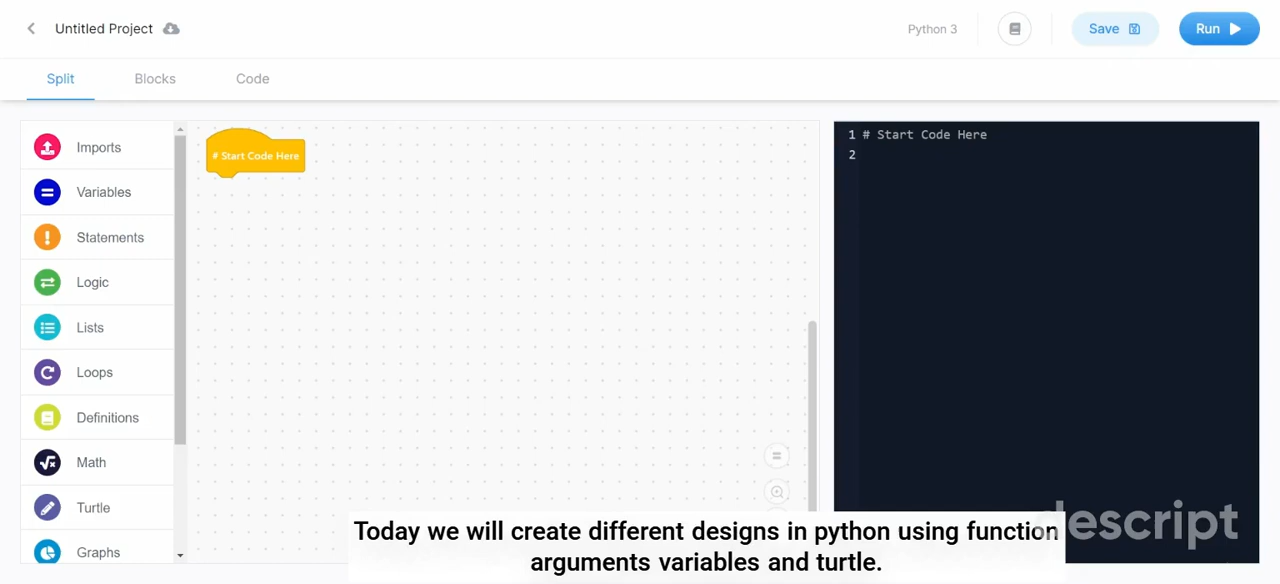 Untitled Project
Python 3
Save
Run
Split
Blocks
Code
Imports
Variables
Statements
Logic
Lists
Loops
Definitions
Math
Turtle
Graphs
# Start Code Here
1 # Start Code Here
2
descript
Today we will create different designs in python using function
arguments variables and turtle.